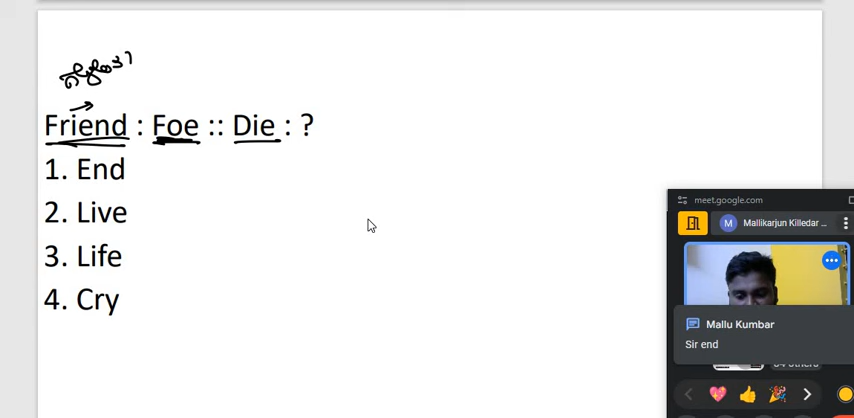 Friend : Foe :: Die : ?
1. End
2. Live
3. Life
4. Cry
meet.google.com
M Mallikarjun Killedar ...
Mallu Kumbar
Sir end